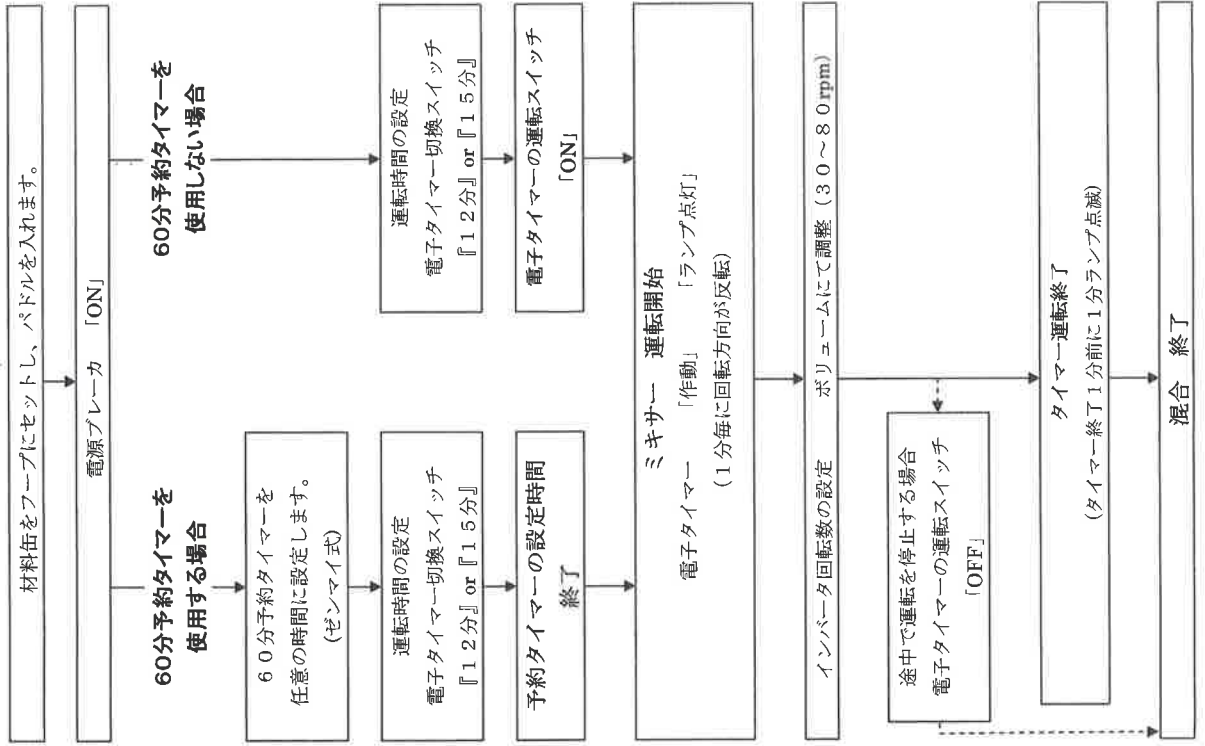 材料缶をフープにセットし、パドルを入れます。
電源ブレーカ 「ON」
60分予約タイマーを
使用する場合
60分予約タイマーを
使用しない場合
６０分予約タイマーを
任意の時間に設定します。
(ゼンマイ式)
運転時間の設定
電子タイマー切換スイッチ
『１２分』or『１５分』
予約タイマーの設定時間
終了
運転時間の設定
電子タイマー切換スイッチ
『１２分』or『１５分』
電子タイマーの運転スイッチ
「ON」
ミキサー 運転開始
電子タイマー 「作動」 「ランプ点灯」
(１分毎に回転方向が反転)
インバータ回転数の設定 ボリュームにて調整（３０～８０rpm）
途中で運転を停止する場合
電子タイマーの運転スイッチ
「OFF」
タイマー運転終了
(タイマー終了１分前に１分ランプ点滅)
混合 終了